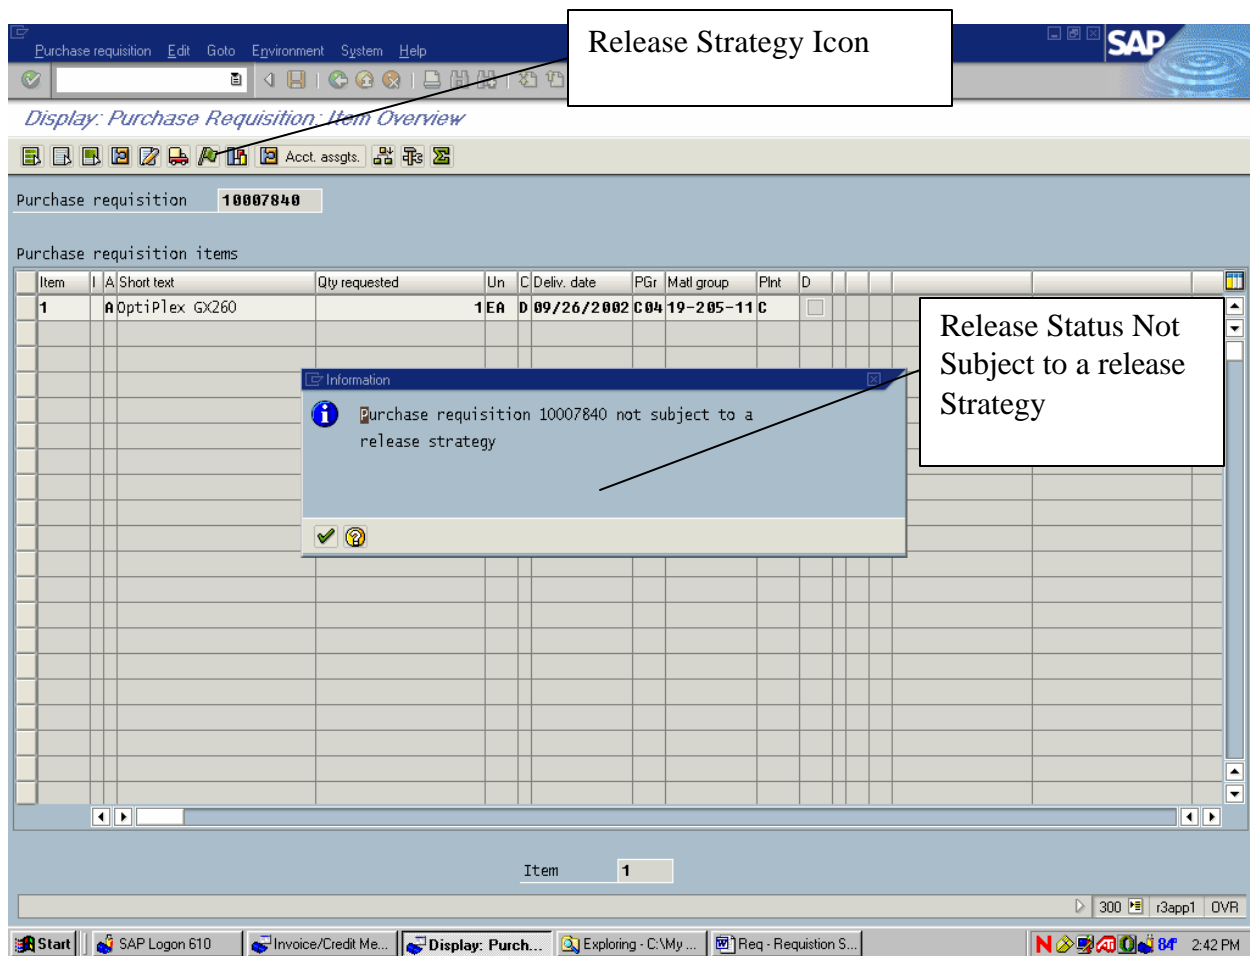 Release Strategy Icon
Purchase requisition Edit Goto Environment System Help
SAP
Display: Purchase Requisition: Item Overview
Acct. assgts.
Purchase requisition 10007840
Purchase requisition items
Item I A Short text Qty requested Un C Deliv. date PGr Matl group Plnt D
1 A OptiPlex GX260 1 EA D 09/26/2002 C04 19-205-11 C
Release Status Not
Subject to a release
Strategy
Information
Purchase requisition 10007840 not subject to a
release strategy
Item 1
300 r3app1 OVR
Start SAP Logon 610 Invoice/Credit Me... Display: Purch... Exploring - C:\My ... Req - Requistion S... N 84° 2:42 PM